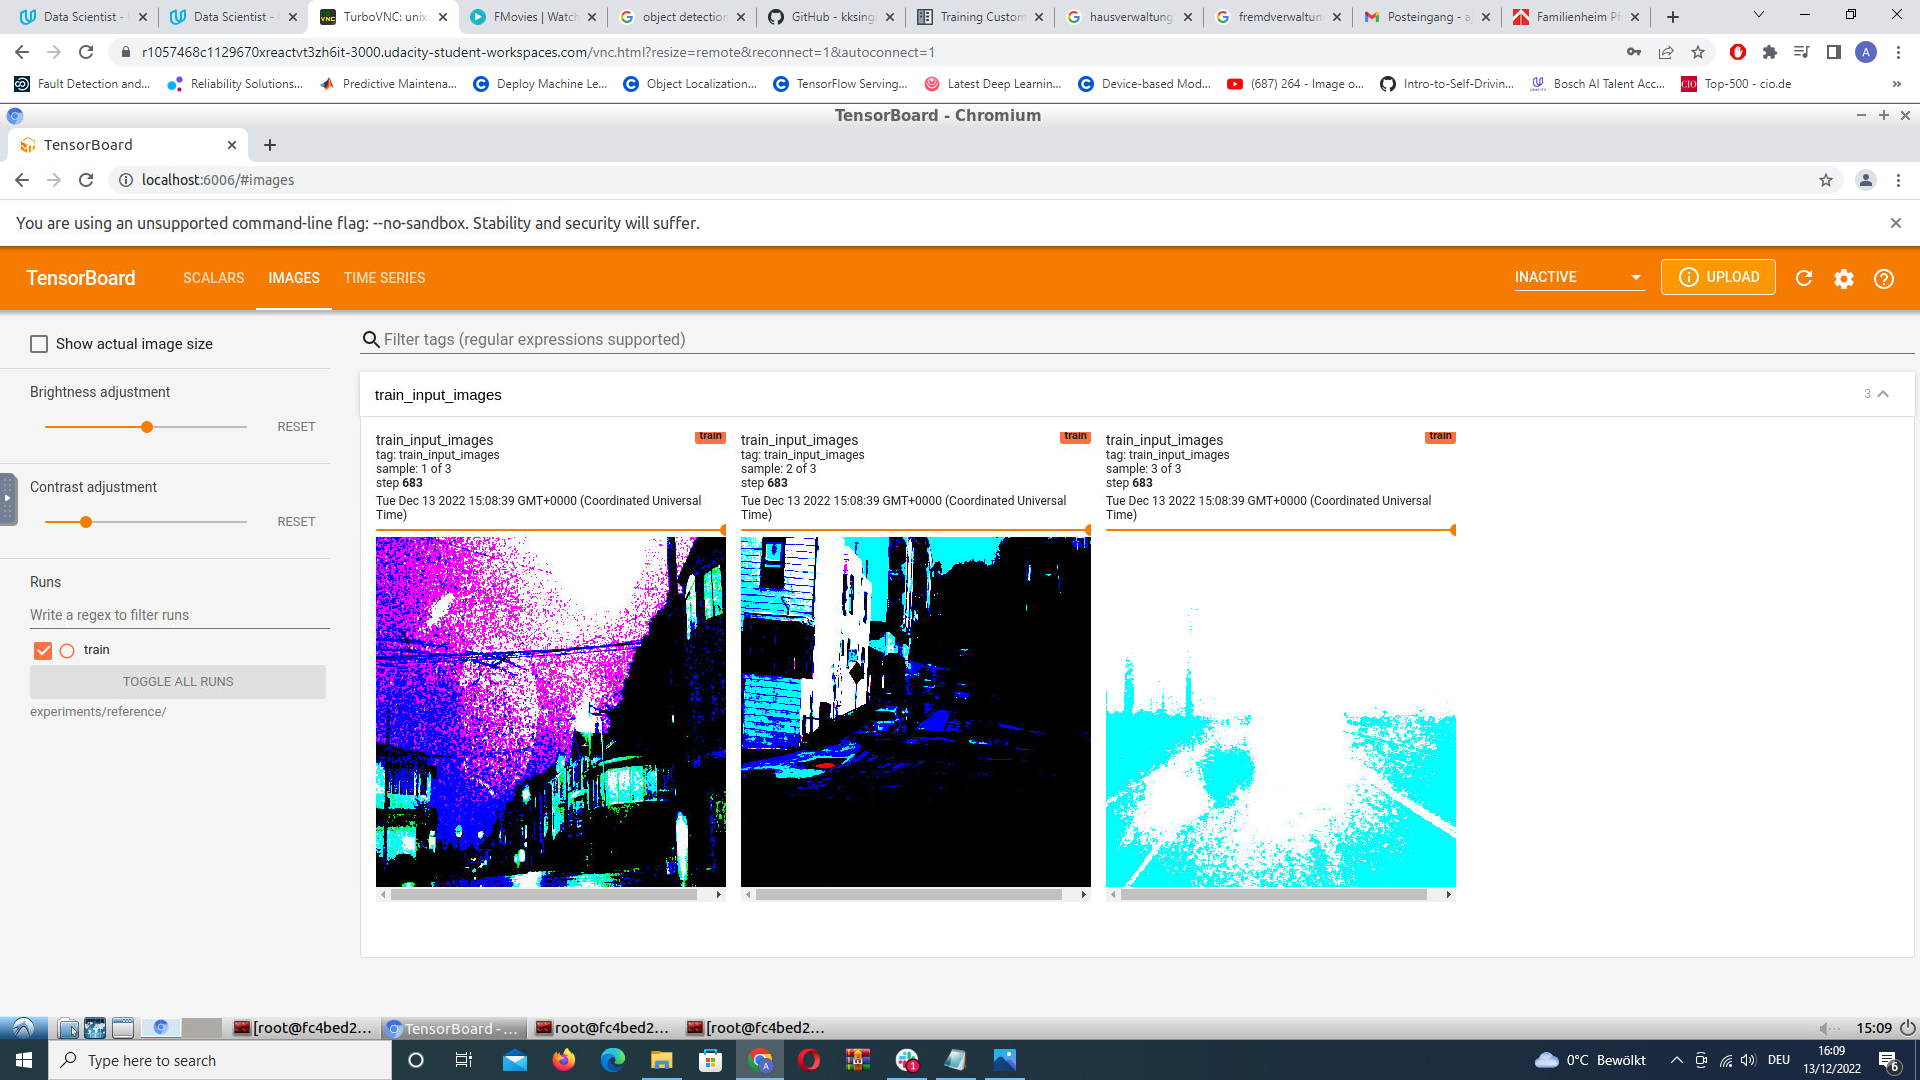 Data Scientist -
Data Scientist -
TurboVNC: unix
FMovies | Watch
object detection
GitHub - kksing
Training Custom
hausverwaltung
fremdverwaltun
Posteingang - a
Familienheim Pf
r1057468c1129670xreactvt3zh6it-3000.udacity-student-workspaces.com/vnc.html?resize=remote&reconnect=1&autoconnect=1
A
Fault Detection and...
Reliability Solutions...
Predictive Maintena...
Deploy Machine Le...
Object Localization...
TensorFlow Serving...
Latest Deep Learnin...
Device-based Mod...
(687) 264 - Image o...
Intro-to-Self-Drivin...
Bosch AI Talent Acc...
CIO
Top-500 - cio.de
TensorBoard - Chromium
TensorBoard
localhost:6006/#images
You are using an unsupported command-line flag: --no-sandbox. Stability and security will suffer.
TensorBoard
SCALARS
IMAGES
TIME SERIES
INACTIVE
UPLOAD
Show actual image size
Filter tags (regular expressions supported)
Brightness adjustment
RESET
Contrast adjustment
RESET
Runs
Write a regex to filter runs
train
TOGGLE ALL RUNS
experiments/reference/
train_input_images
3
train_input_images
train
tag: train_input_images
sample: 1 of 3
step 683
Tue Dec 13 2022 15:08:39 GMT+0000 (Coordinated Universal
Time)
train_input_images
train
tag: train_input_images
sample: 2 of 3
step 683
Tue Dec 13 2022 15:08:39 GMT+0000 (Coordinated Universal
Time)
train_input_images
train
tag: train_input_images
sample: 3 of 3
step 683
Tue Dec 13 2022 15:08:39 GMT+0000 (Coordinated Universal
Time)
[root@fc4bed2...
TensorBoard - ...
root@fc4bed2...
[root@fc4bed2...
15:09
Type here to search
A
1
0°C Bewölkt
DEU
16:09
13/12/2022
6